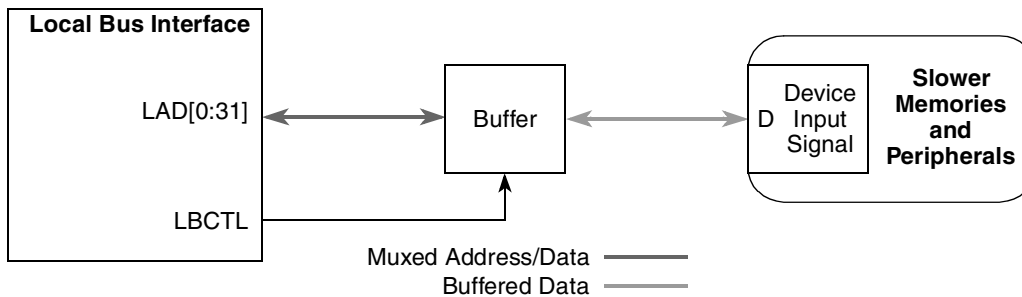 Local Bus Interface
LAD[0:31]
LBCTL
Buffer
D
Device
Input
Signal
Slower
Memories
and
Peripherals
Muxed Address/Data
Buffered Data